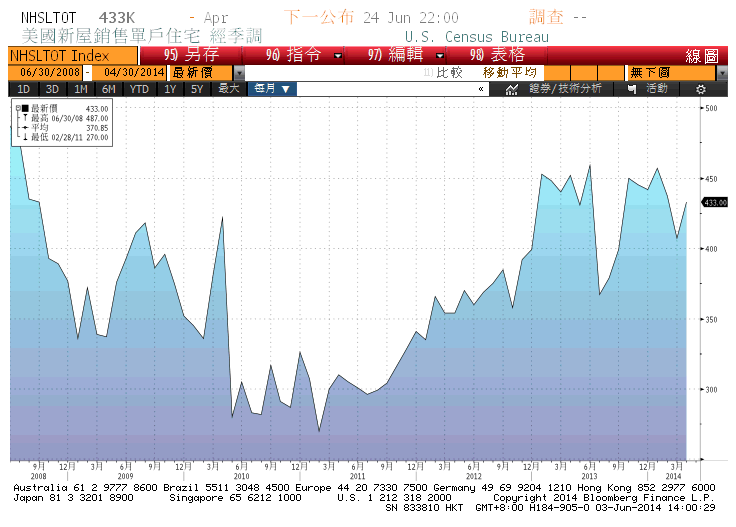 NHSLTOT 433K - Apr 下一公布 24 Jun 22:00 調查 --
美國新屋銷售單戶住宅 經季調 U.S. Census Bureau
NHSLTOT Index 95) 另存 96) 指令 97) 編輯 98) 表格 線圖
06/30/2008 - 04/30/2014 最新價 比較 移動平均 無下圖
1D 3D 1M 6M YTD 1Y 5Y 最大 每月 ▼ « 證券/技術分析 活動
最新價 433.00
最高 06/30/08 487.00
平均 370.85
最低 02/28/11 270.00
500
450
433.00
400
350
300
9月 12月 3月 6月 9月 12月 3月 6月 9月 12月 3月 6月 9月 12月 3月 6月 9月 12月 3月 6月 9月 12月 3月
2008 2009 2010 2011 2012 2013 2014
Australia 61 2 9777 8600 Brazil 5511 3048 4500 Europe 44 20 7330 7500 Germany 49 69 9204 1210 Hong Kong 852 2977 6000
Japan 81 3 3201 8900 Singapore 65 6212 1000 U.S. 1 212 318 2000 Copyright 2014 Bloomberg Finance L.P.
SN 833810 HKT GMT+8:00 H184-905-0 03-Jun-2014 14:00:29